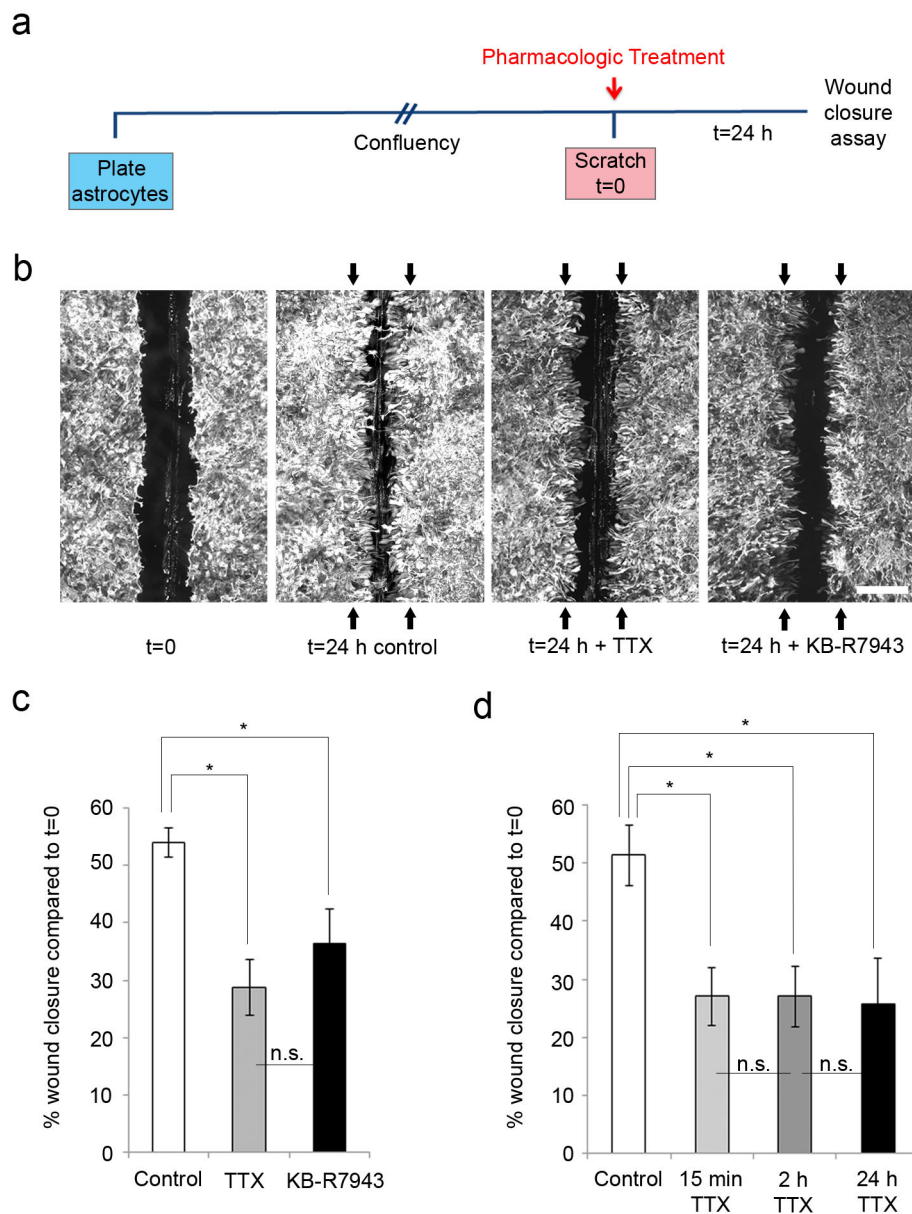 a
Pharmacologic Treatment
Wound
closure
assay
Confluency
t=24 h
Plate
astrocytes
Scratch
t=0
b
t=0
t=24 h control
t=24 h + TTX
t=24 h + KB-R7943
c
% wound closure compared to t=0
60
50
40
30
20
10
0
*
*
n.s.
Control
TTX
KB-R7943
d
% wound closure compared to t=0
60
50
40
30
20
10
0
*
*
*
n.s.
n.s.
Control
15 min
TTX
2 h
TTX
24 h
TTX